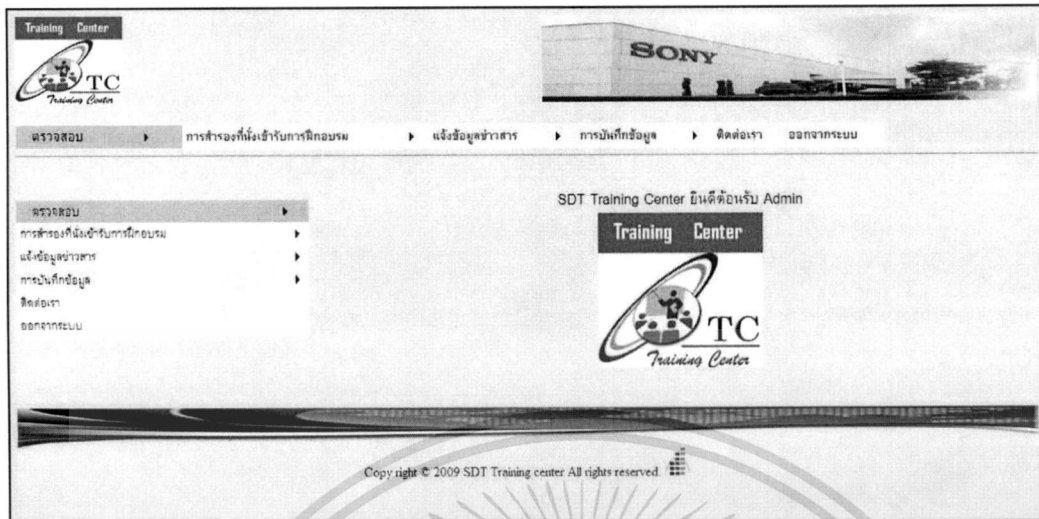 Training Center
TC
Training Center
SONY
ตรวจสอบ การสำรองที่นั่งเข้ารับการฝึกอบรม แจ้งข้อมูลข่าวสาร การบันทึกข้อมูล ติดต่อเรา ออกจากระบบ
ตรวจสอบ
การสำรองที่นั่งเข้ารับการฝึกอบรม
แจ้งข้อมูลข่าวสาร
การบันทึกข้อมูล
ติดต่อเรา
ออกจากระบบ
SDT Training Center ยินดีต้อนรับ Admin
Training Center
TC
Training Center
Copy right © 2009 SDT Training center All rights reserved.